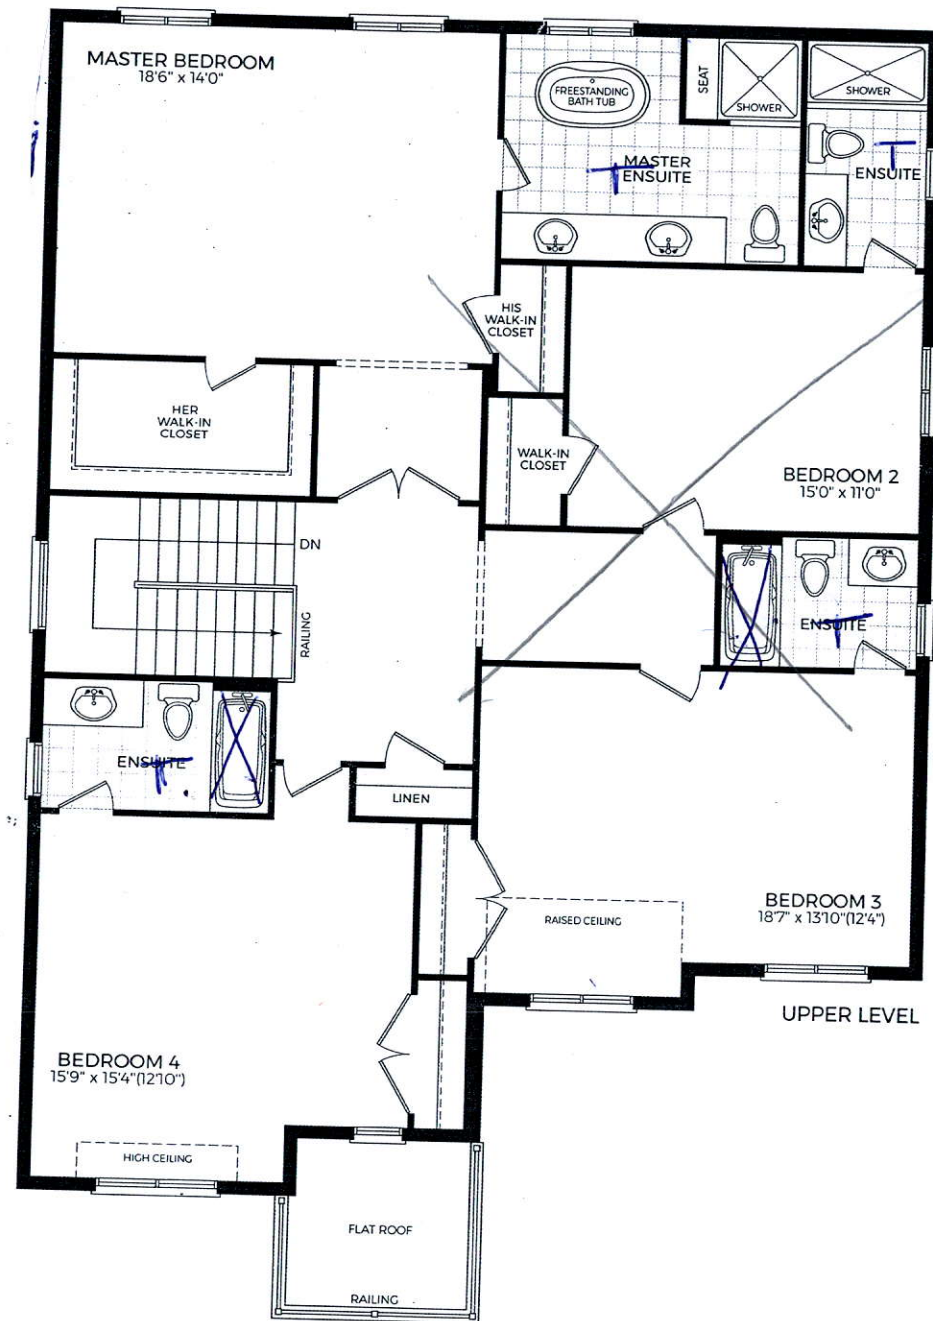 MASTER BEDROOM
18'6" x 14'0"
FREESTANDING
BATH TUB
SEAT
SHOWER
SHOWER
MASTER
ENSUITE
T
T
ENSUITE
HIS
WALK-IN
CLOSET
HER
WALK-IN
CLOSET
WALK-IN
CLOSET
BEDROOM 2
15'0" x 11'0"
DN
RAILING
ENSUITE
T
ENSUITE
T
LINEN
RAISED CEILING
BEDROOM 3
18'7" x 13'10"(12'4")
UPPER LEVEL
BEDROOM 4
15'9" x 15'4"(12'10")
HIGH CEILING
FLAT ROOF
RAILING